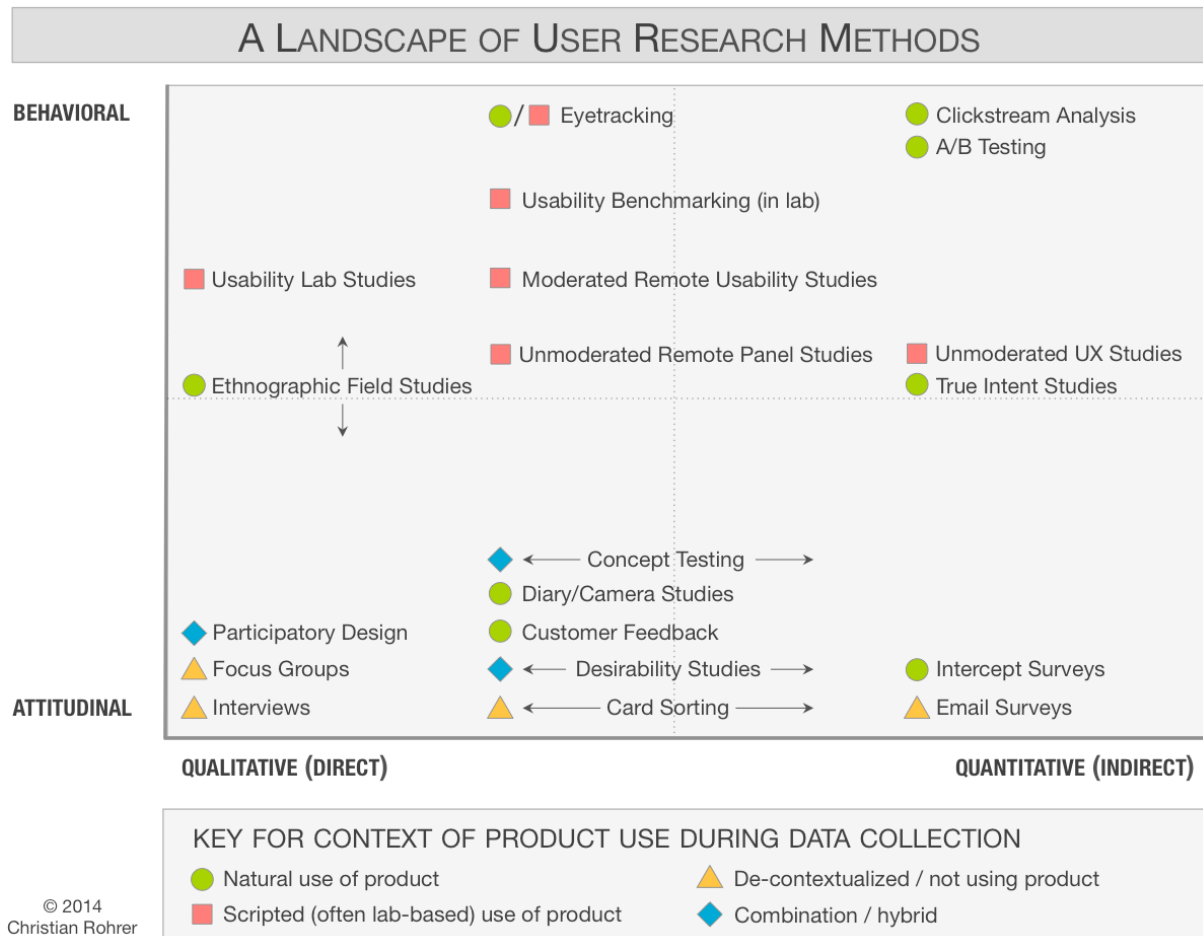 A LANDSCAPE OF USER RESEARCH METHODS
BEHAVIORAL
/ Eyetracking
Clickstream Analysis
A/B Testing
Usability Benchmarking (in lab)
Usability Lab Studies
Moderated Remote Usability Studies
Unmoderated Remote Panel Studies
Unmoderated UX Studies
Ethnographic Field Studies
True Intent Studies
Concept Testing
Diary/Camera Studies
Participatory Design
Customer Feedback
Focus Groups
Desirability Studies
Intercept Surveys
ATTITUDINAL
Interviews
Card Sorting
Email Surveys
QUALITATIVE (DIRECT)
QUANTITATIVE (INDIRECT)
KEY FOR CONTEXT OF PRODUCT USE DURING DATA COLLECTION
Natural use of product
De-contextualized / not using product
Scripted (often lab-based) use of product
Combination / hybrid
© 2014
Christian Rohrer